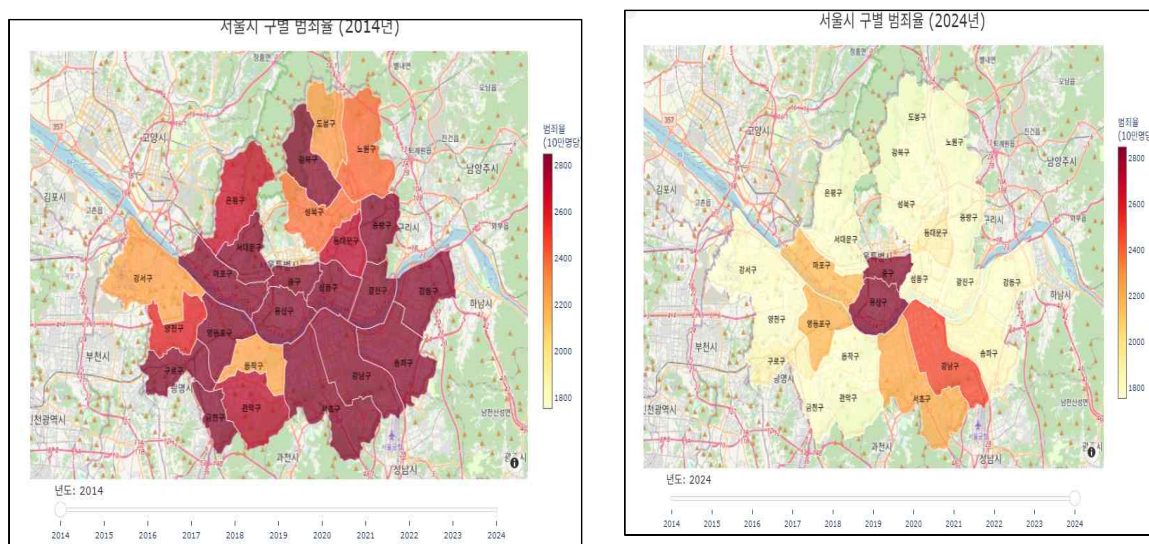 서울시 구별 범죄율 (2014년)
고양시
도봉구
노원구
강북구
은평구
성북구
중랑구
구리시
동대문구
서대문구
김포시
남양주시
강서구
마포구
중구
성동구
광진구
강동구
하남시
양천구
영등포구
용산구
부천시
동작구
강남구
송파구
구로구
광명시
관악구
서초구
금천구
과천시
성남시
범죄율
(10만명당)
2800
2600
2400
2200
2000
1800
년도: 2014
2014 2015 2016 2017 2018 2019 2020 2021 2022 2023 2024
서울시 구별 범죄율 (2024년)
고양시
도봉구
노원구
강북구
은평구
성북구
중랑구
구리시
동대문구
서대문구
김포시
남양주시
강서구
마포구
중구
성동구
광진구
강동구
하남시
양천구
영등포구
용산구
부천시
동작구
강남구
송파구
구로구
광명시
관악구
서초구
금천구
과천시
성남시
범죄율
(10만명당)
2800
2600
2400
2200
2000
1800
년도: 2024
2014 2015 2016 2017 2018 2019 2020 2021 2022 2023 2024